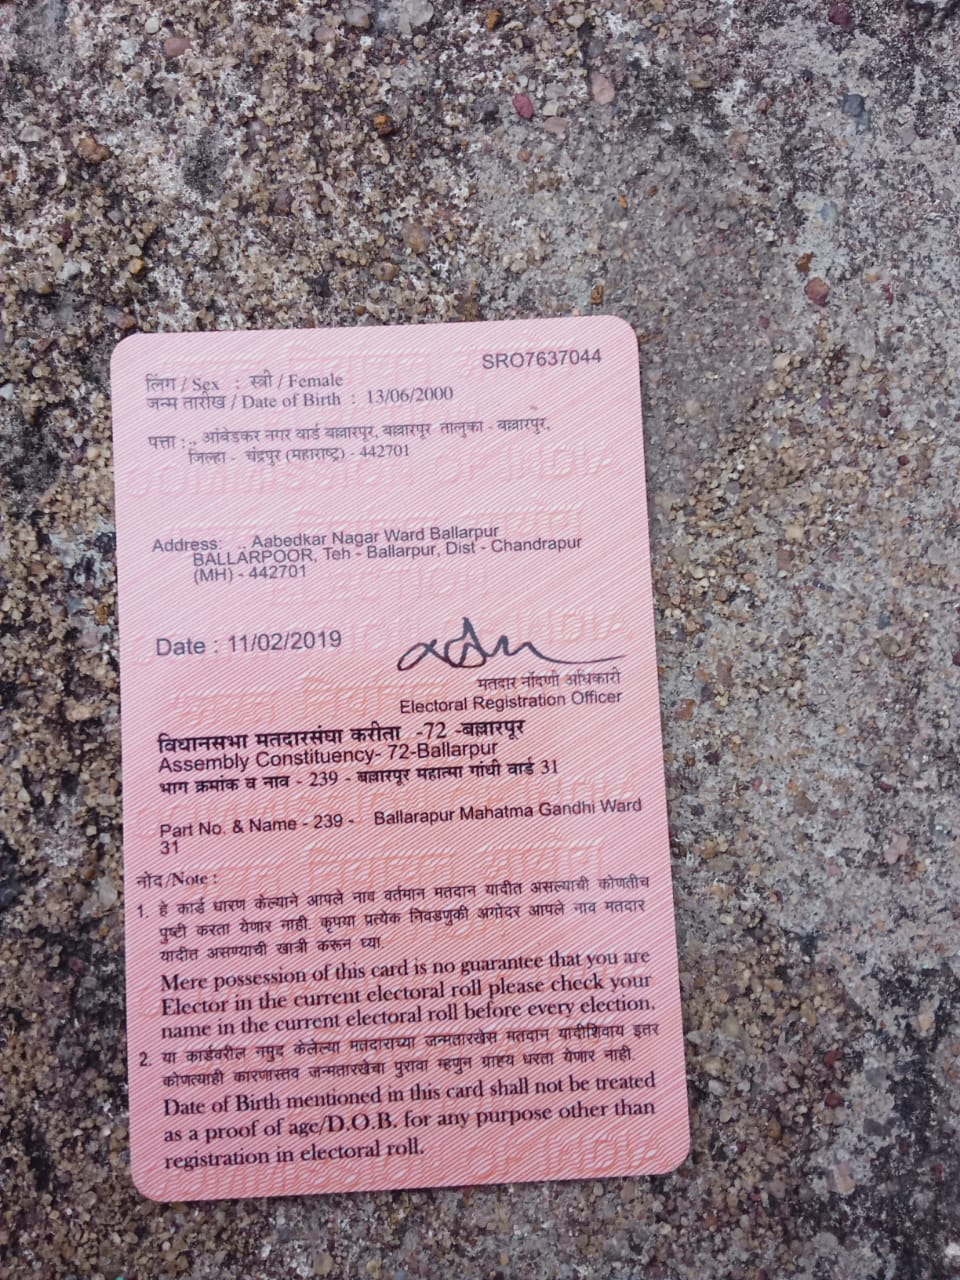 SRO7637044
लिंग / Sex : स्त्री / Female
जन्म तारीख / Date of Birth : 13/06/2000
पत्ता : .. आंबेडकर नगर वार्ड बल्लारपूर, बल्लारपूर तालुका - बल्लारपुर,
जिल्हा - चंद्रपुर (महाराष्ट्र) - 442701
Address: .. Aabedkar Nagar Ward Ballarpur
BALLARPOOR, Teh - Ballarpur, Dist - Chandrapur
(MH) - 442701
Date : 11/02/2019
मतदार नोंदणी अधिकारी
Electoral Registration Officer
विधानसभा मतदारसंघा करीता -72 -बल्लारपूर
Assembly Constituency- 72-Ballarpur
भाग क्रमांक व नाव - 239 - बल्लारपूर महात्मा गांधी वार्ड 31
Part No. & Name - 239 - Ballarapur Mahatma Gandhi Ward
31
नोद/Note :
1. हे कार्ड धारण केल्याने आपले नाव वर्तमान मतदान यादीत असल्याची कोणतीच
पुष्टी करता येणार नाही. कृपया प्रत्येक निवडणुकी अगोदर आपले नाव मतदार
यादीत असण्याची खात्री करून घ्या
Mere possession of this card is no guarantee that you are
Elector in the current electoral roll please check your
name in the current electoral roll before every election.
2. या कार्डवरील नमुद केलेल्या मतदाराच्या जन्मतारखेस मतदान यादीशिवाय इतर
कोणत्याही कारणास्तव जन्मतारखेचा पुरावा म्हणुन ग्राह्य धरता येणार नाही.
Date of Birth mentioned in this card shall not be treated
as a proof of age/D.O.B. for any purpose other than
registration in electoral roll.